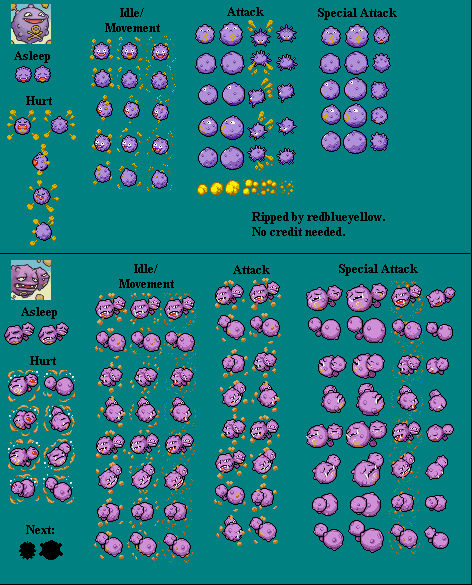 Idle/
Movement
Attack
Special Attack
Asleep
Hurt
Ripped by redblueyellow.
No credit needed.
Idle/
Movement
Attack
Special Attack
Asleep
Hurt
Next: